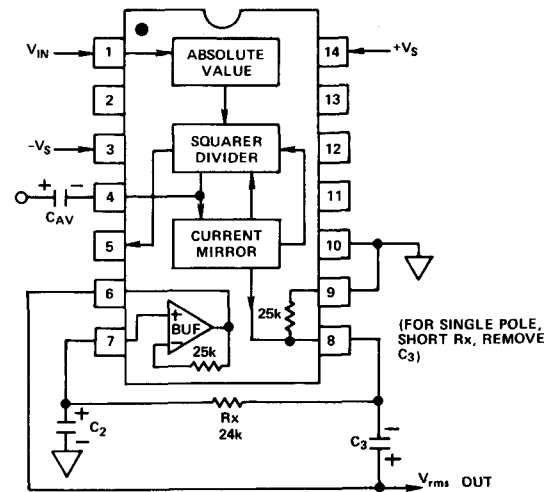 V_IN
1
ABSOLUTE
VALUE
14
+V_S
2
13
-V_S
3
SQUARER
DIVIDER
12
+
-
4
C_AV
11
5
CURRENT
MIRROR
10
6
9
25k
7
+
BUF
-
25k
8
(FOR SINGLE POLE,
SHORT Rx, REMOVE
C3)
+
C2
-
Rx
24k
-
C3
+
V_rms OUT